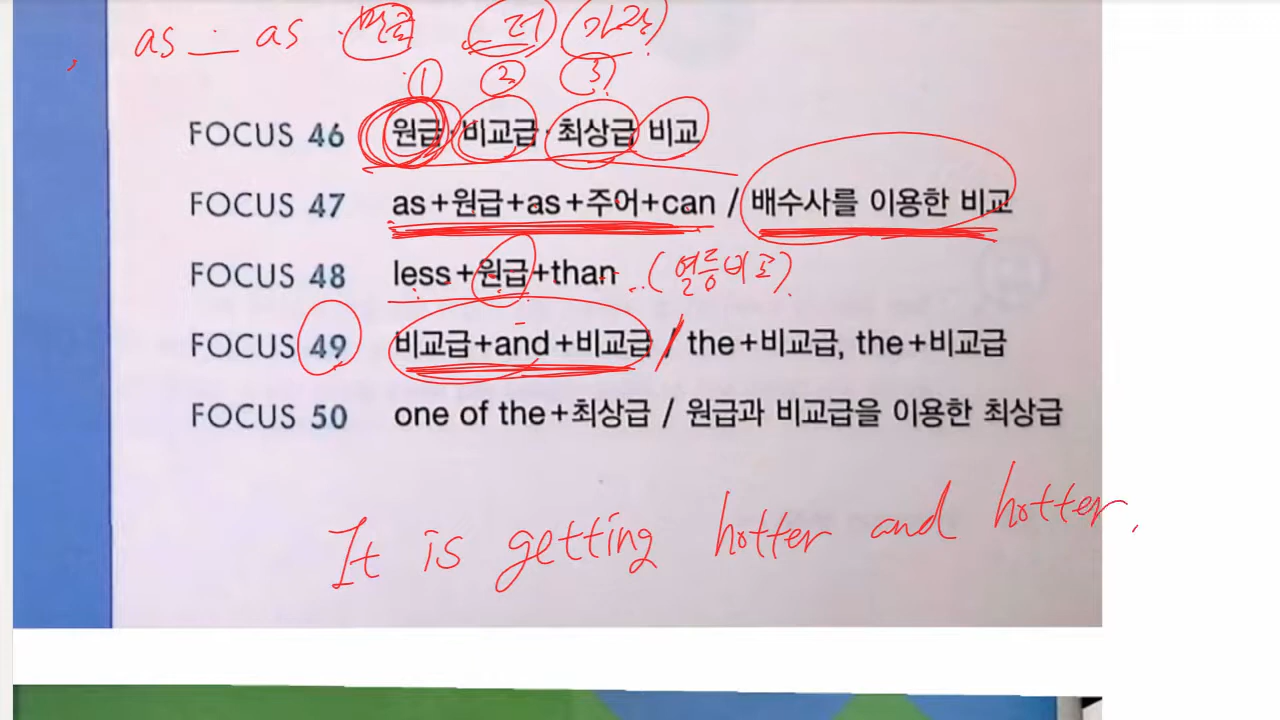 as — as 원급 더 가장
① ② ③
FOCUS 46 원급·비교급·최상급 비교
FOCUS 47 as+원급+as+주어+can / 배수사를 이용한 비교
FOCUS 48 less+원급+than (열등비교)
FOCUS 49 비교급+and+비교급 / the+비교급, the+비교급
FOCUS 50 one of the+최상급 / 원급과 비교급을 이용한 최상급
It is getting hotter and hotter.